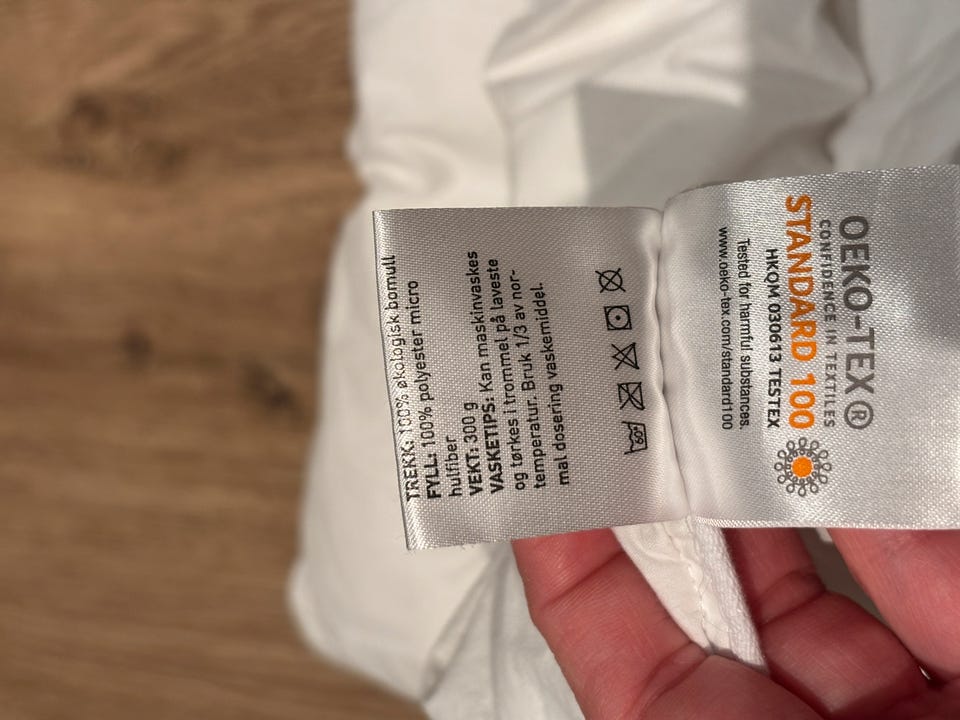 TREKK: 100% økologisk bomull
FYLL: 100% polyester micro
hulfiber
VEKT: 300 g
VASKETIPS: Kan maskinvaskes
og tørkes i trommel på laveste
temperatur. Bruk 1/3 av nor-
mal dosering vaskemiddel.
60
OEKO-TEX®
CONFIDENCE IN TEXTILES
STANDARD 100
HKQM 030613 TESTEX
Tested for harmful substances.
www.oeko-tex.com/standard100